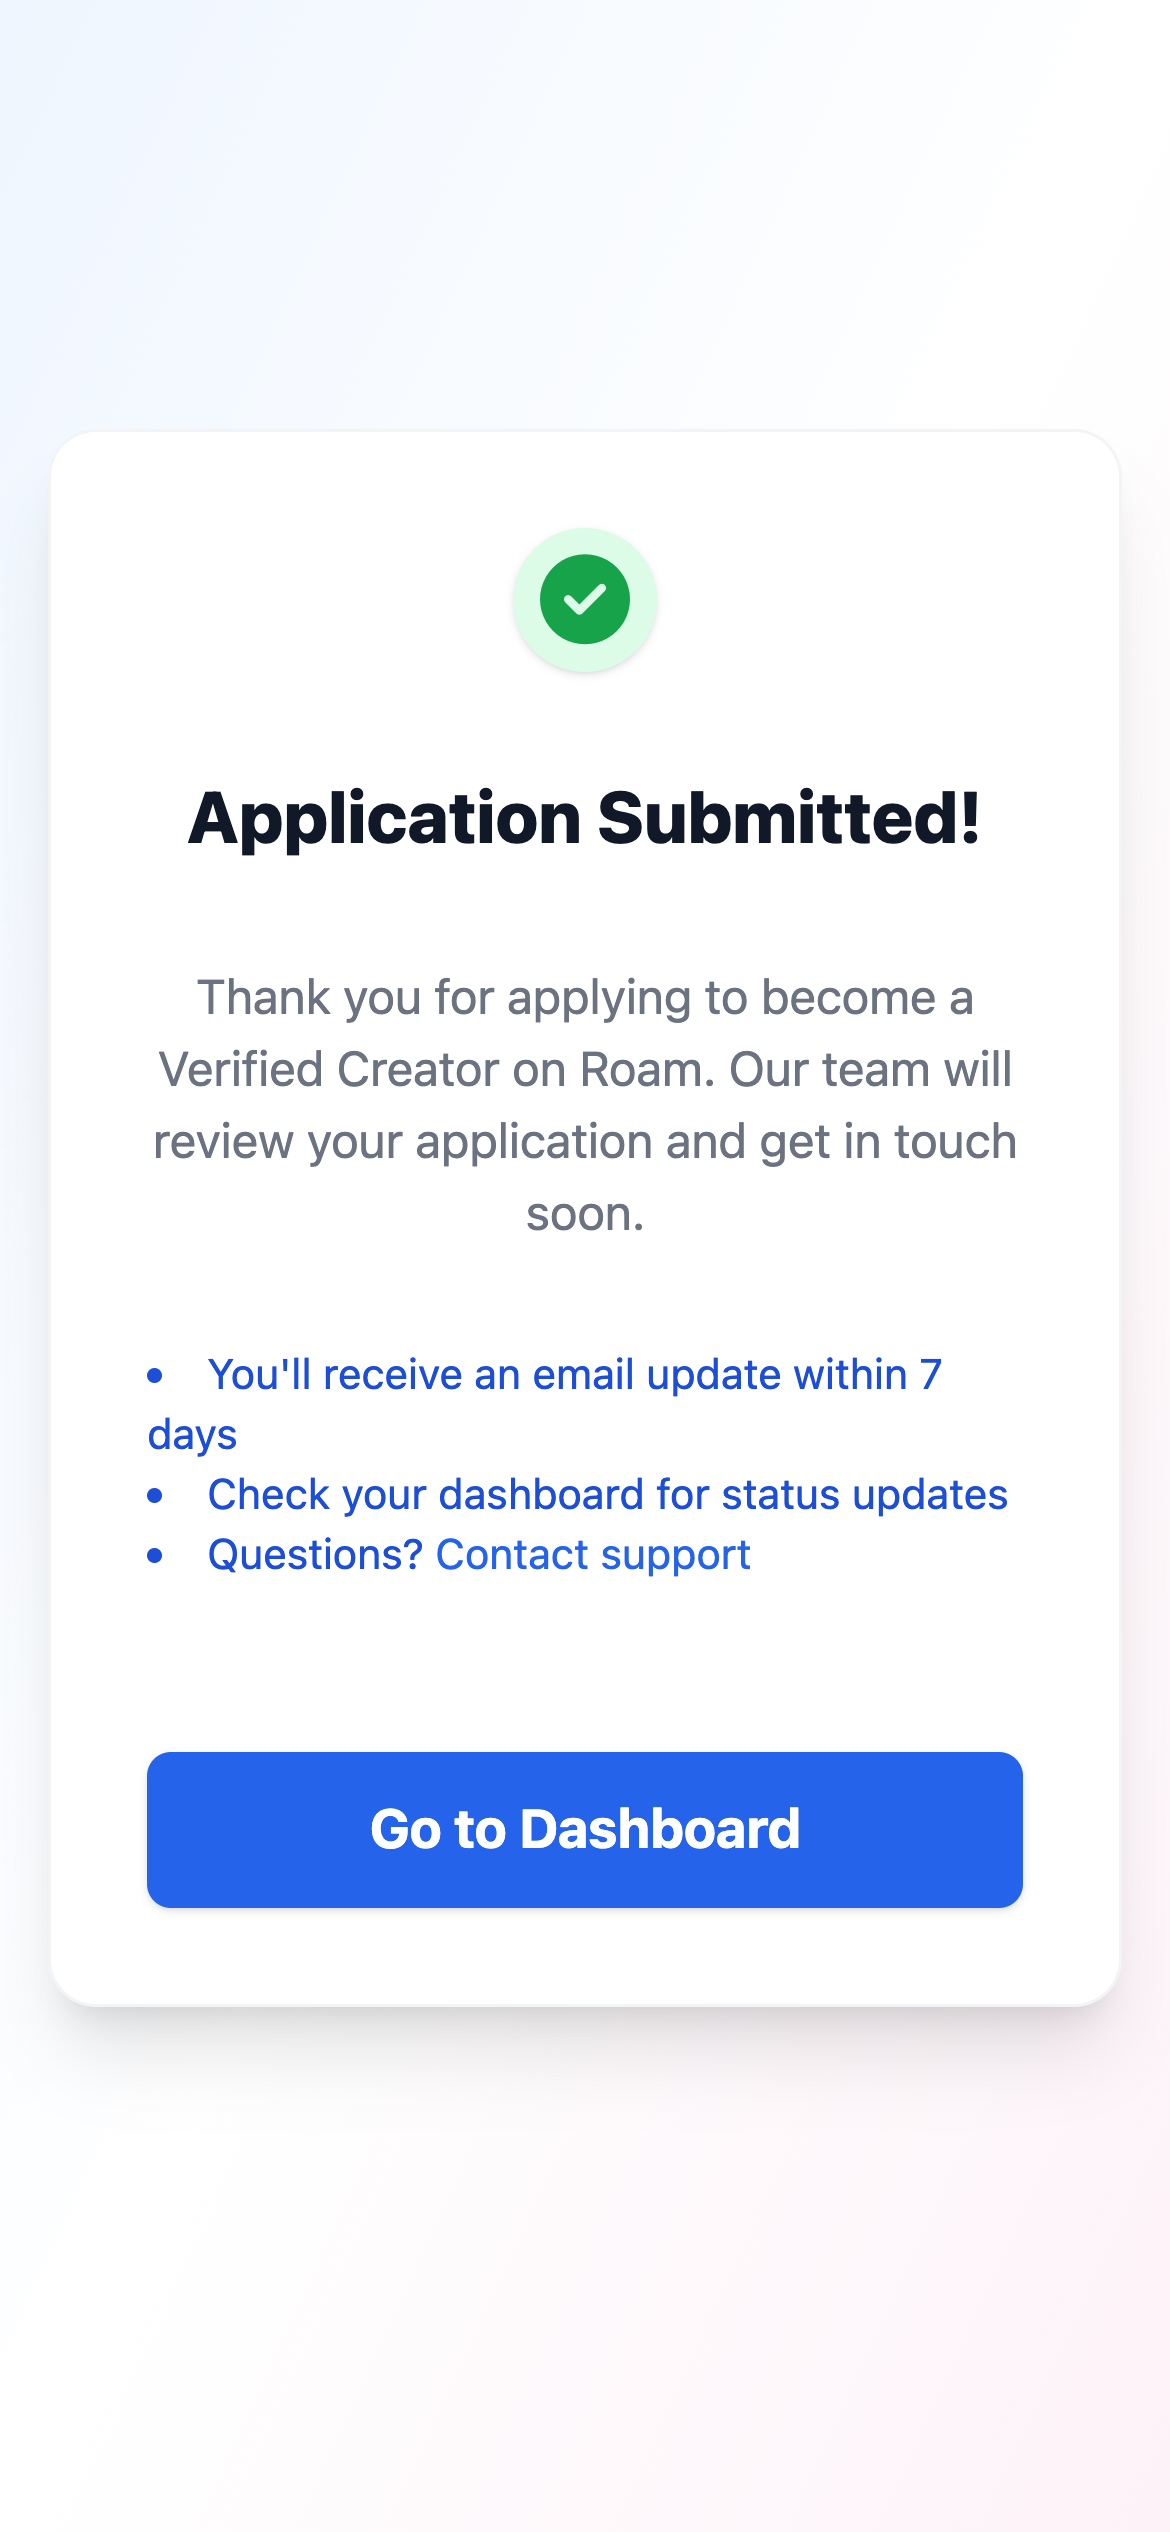 Application Submitted!
Thank you for applying to become a
Verified Creator on Roam. Our team will
review your application and get in touch
soon.
• You'll receive an email update within 7
days
• Check your dashboard for status updates
• Questions? Contact support
Go to Dashboard